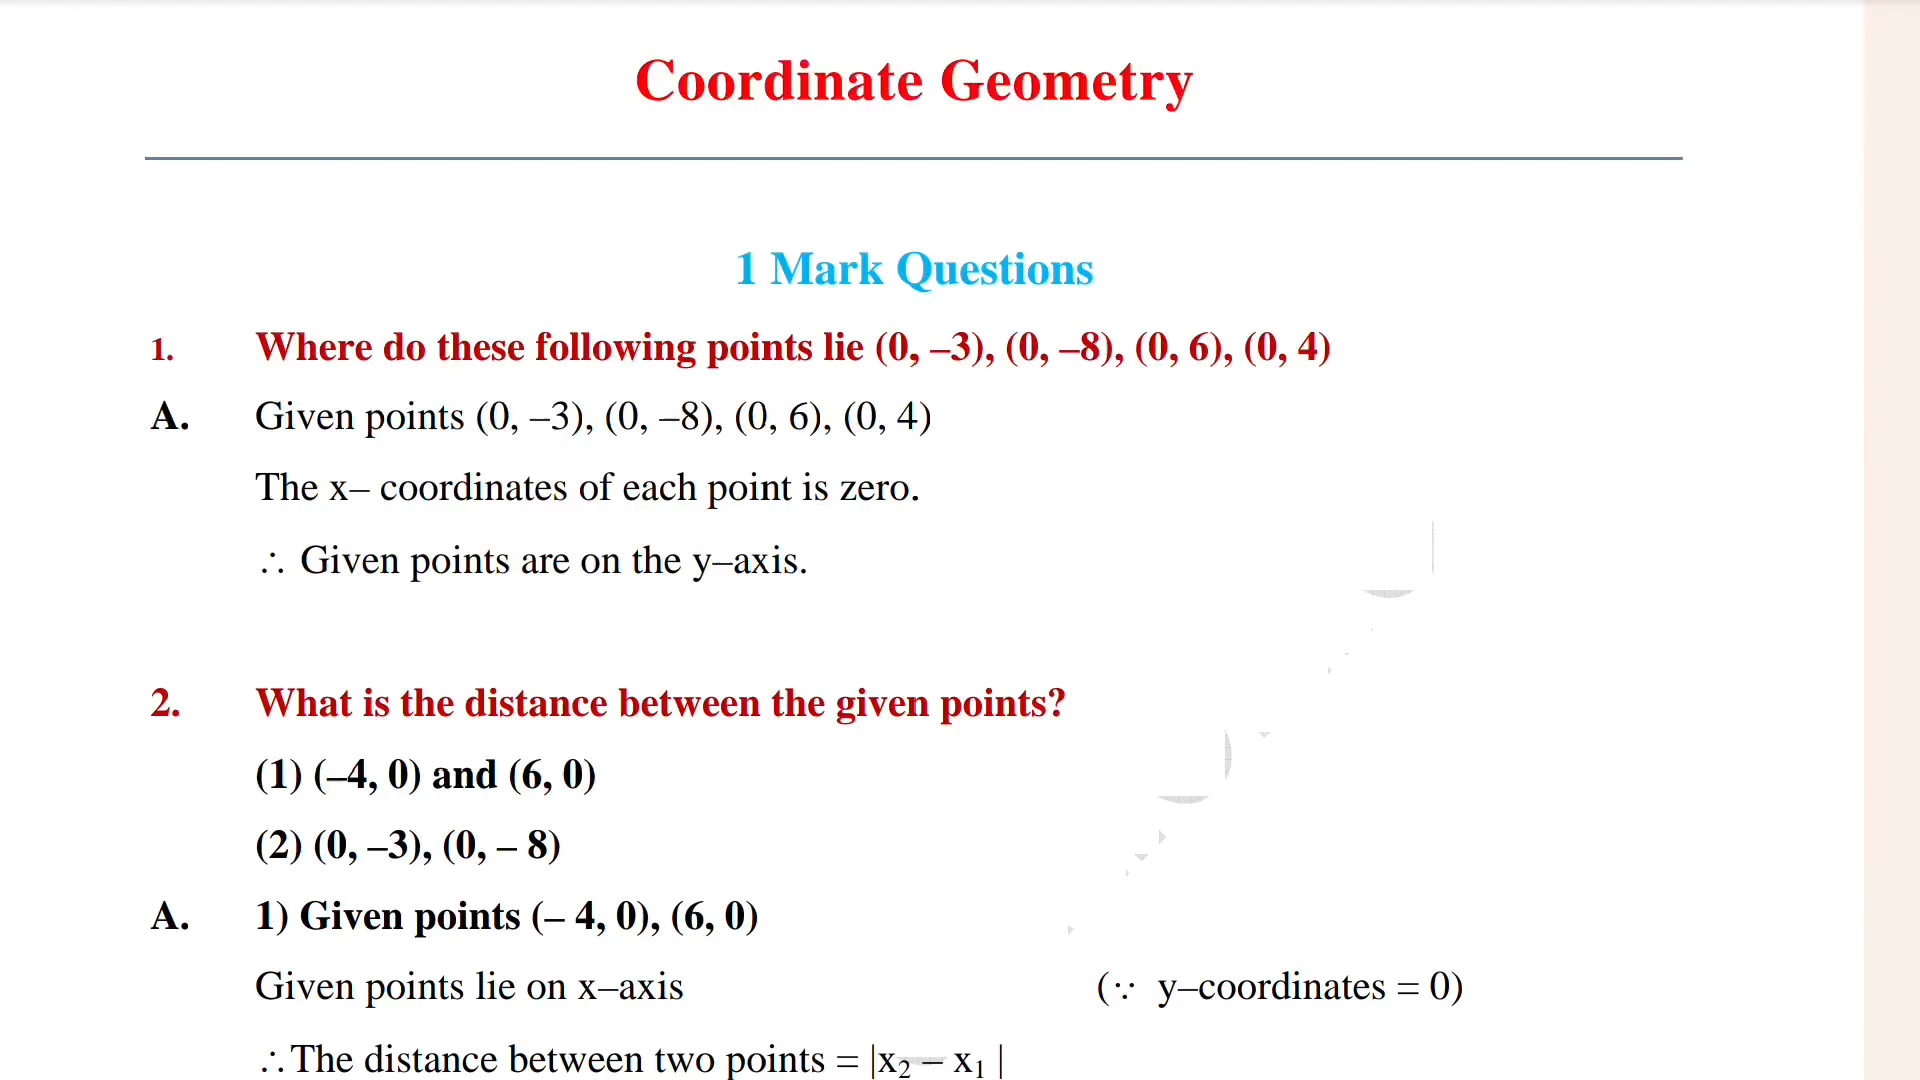 Coordinate Geometry
1 Mark Questions
1. Where do these following points lie (0, –3), (0, –8), (0, 6), (0, 4)
A. Given points (0, –3), (0, –8), (0, 6), (0, 4)
The x– coordinates of each point is zero.
∴ Given points are on the y–axis.
2. What is the distance between the given points?
(1) (–4, 0) and (6, 0)
(2) (0, –3), (0, – 8)
A. 1) Given points (– 4, 0), (6, 0)
Given points lie on x–axis (∵ y–coordinates = 0)
∴The distance between two points = |x₂ – x₁ |